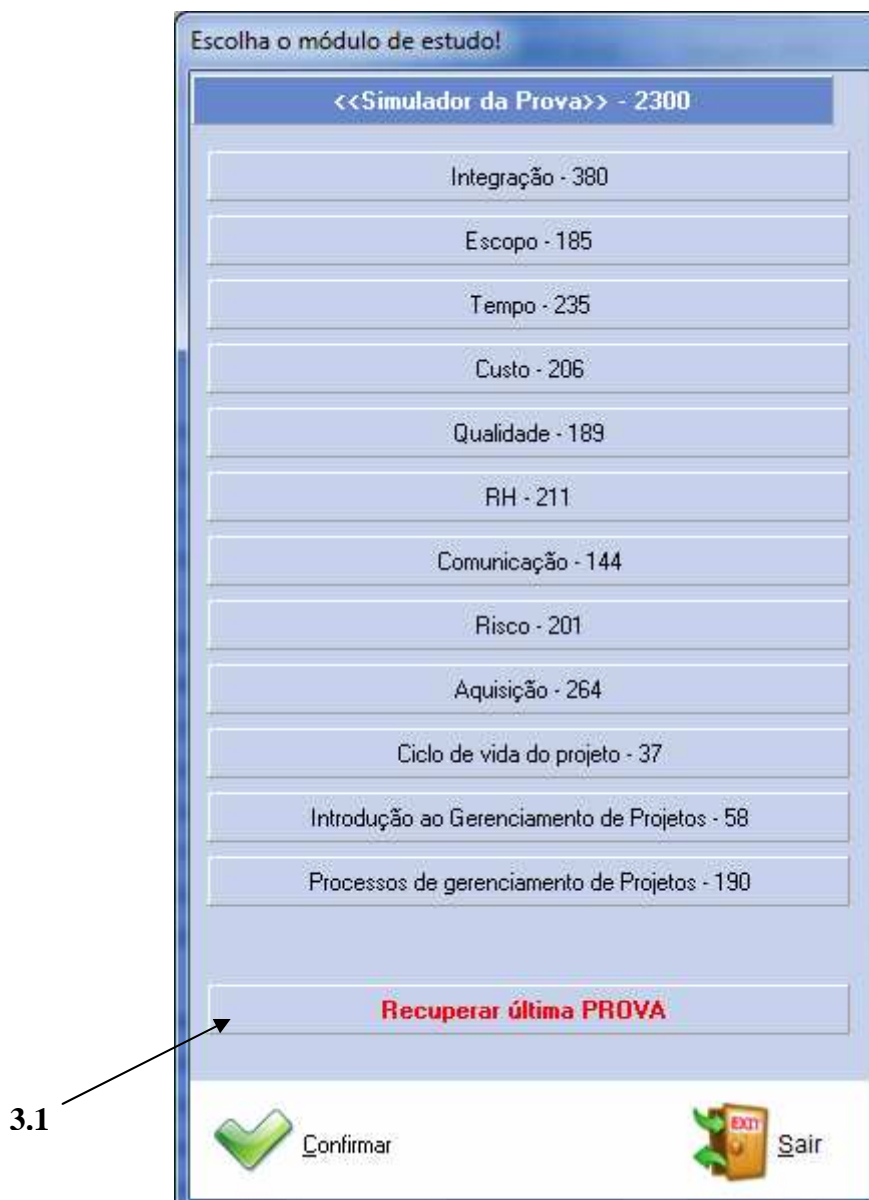 Escolha o módulo de estudo!
<<Simulador da Prova>> - 2300
Integração - 380
Escopo - 185
Tempo - 235
Custo - 206
Qualidade - 189
RH - 211
Comunicação - 144
Risco - 201
Aquisição - 264
Ciclo de vida do projeto - 37
Introdução ao Gerenciamento de Projetos - 58
Processos de gerenciamento de Projetos - 190
Recuperar última PROVA
3.1
Confirmar
EXIT
Sair